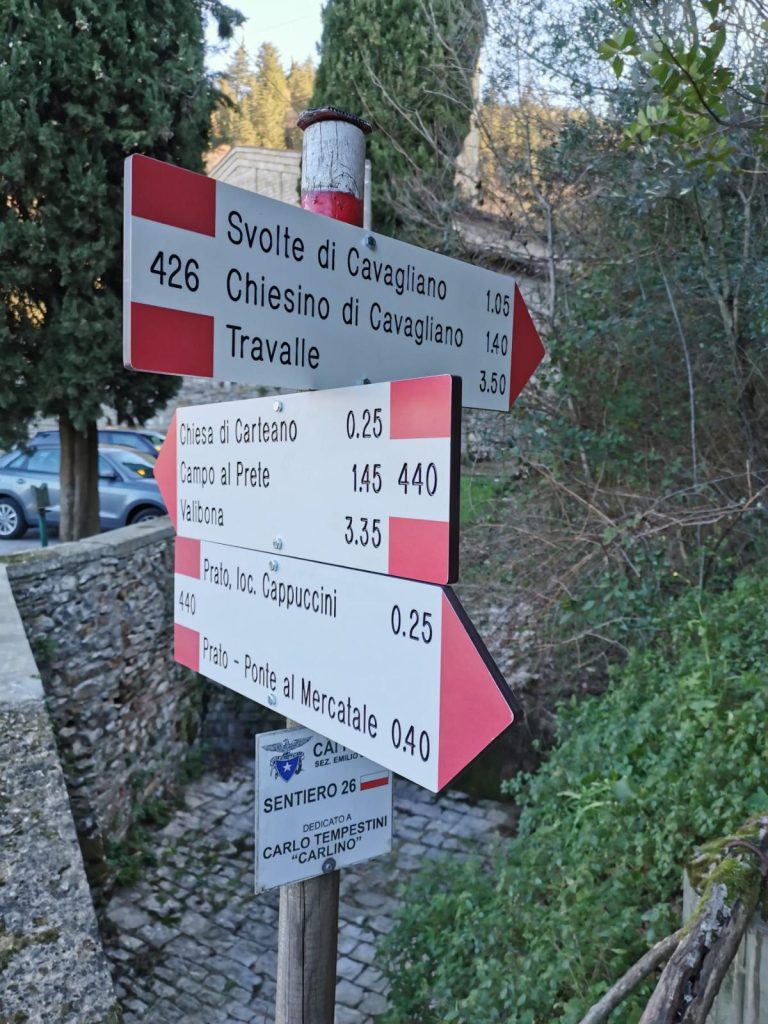 426
Svolte di Cavagliano 1.05
Chiesino di Cavagliano 1.40
Travalle 3.50
Chiesa di Carteano 0.25
Campo al Prete 1.45
Valibona 3.35
440
Prato, loc. Cappuccini 0.25
440
Prato - Ponte al Mercatale 0.40
CAI
SEZ. EMILIO
SENTIERO 26
DEDICATO A
CARLO TEMPESTINI
"CARLINO"